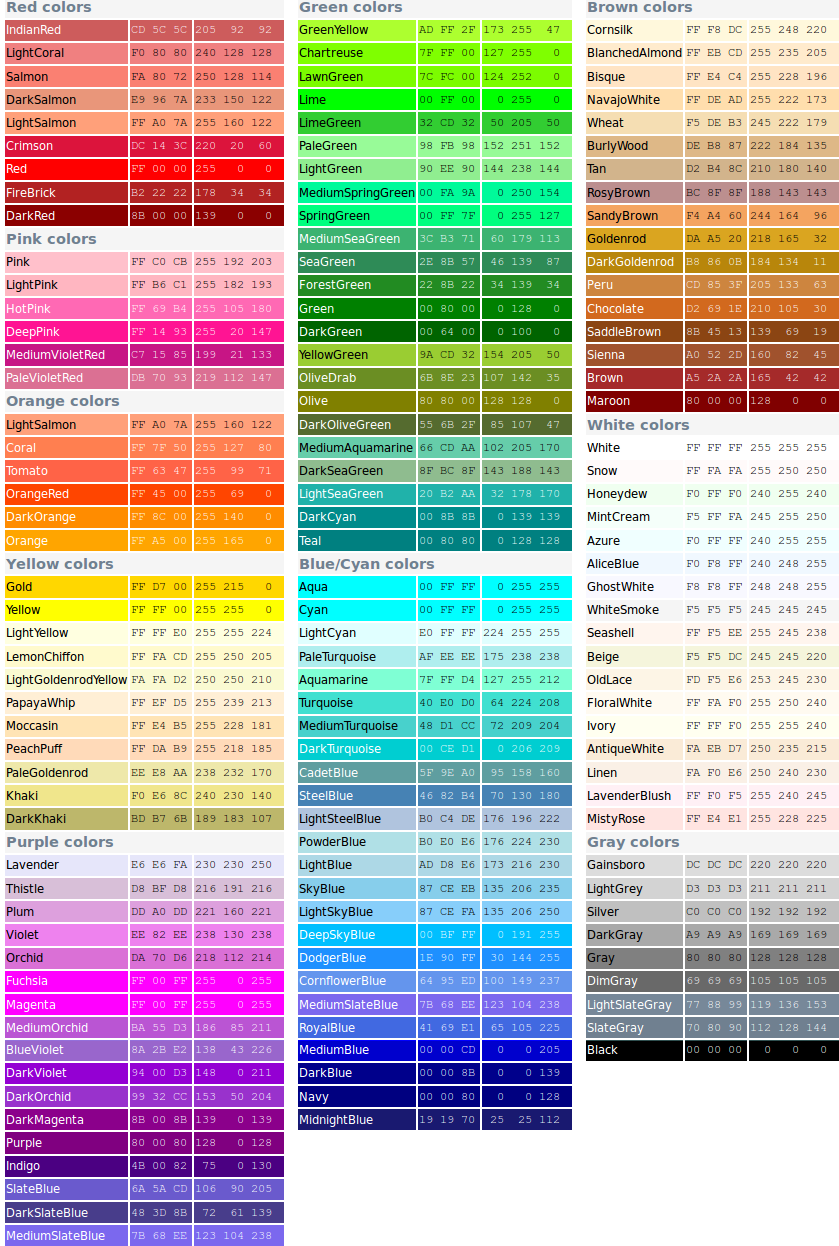 Red colors
IndianRed CD 5C 5C 205 92 92
LightCoral F0 80 80 240 128 128
Salmon FA 80 72 250 128 114
DarkSalmon E9 96 7A 233 150 122
LightSalmon FF A0 7A 255 160 122
Crimson DC 14 3C 220 20 60
Red FF 00 00 255 0 0
FireBrick B2 22 22 178 34 34
DarkRed 8B 00 00 139 0 0
Pink colors
Pink FF C0 CB 255 192 203
LightPink FF B6 C1 255 182 193
HotPink FF 69 B4 255 105 180
DeepPink FF 14 93 255 20 147
MediumVioletRed C7 15 85 199 21 133
PaleVioletRed DB 70 93 219 112 147
Orange colors
LightSalmon FF A0 7A 255 160 122
Coral FF 7F 50 255 127 80
Tomato FF 63 47 255 99 71
OrangeRed FF 45 00 255 69 0
DarkOrange FF 8C 00 255 140 0
Orange FF A5 00 255 165 0
Yellow colors
Gold FF D7 00 255 215 0
Yellow FF FF 00 255 255 0
LightYellow FF FF E0 255 255 224
LemonChiffon FF FA CD 255 250 205
LightGoldenrodYellow FA FA D2 250 250 210
PapayaWhip FF EF D5 255 239 213
Moccasin FF E4 B5 255 228 181
PeachPuff FF DA B9 255 218 185
PaleGoldenrod EE E8 AA 238 232 170
Khaki F0 E6 8C 240 230 140
DarkKhaki BD B7 6B 189 183 107
Purple colors
Lavender E6 E6 FA 230 230 250
Thistle D8 BF D8 216 191 216
Plum DD A0 DD 221 160 221
Violet EE 82 EE 238 130 238
Orchid DA 70 D6 218 112 214
Fuchsia FF 00 FF 255 0 255
Magenta FF 00 FF 255 0 255
MediumOrchid BA 55 D3 186 85 211
BlueViolet 8A 2B E2 138 43 226
DarkViolet 94 00 D3 148 0 211
DarkOrchid 99 32 CC 153 50 204
DarkMagenta 8B 00 8B 139 0 139
Purple 80 00 80 128 0 128
Indigo 4B 00 82 75 0 130
SlateBlue 6A 5A CD 106 90 205
DarkSlateBlue 48 3D 8B 72 61 139
MediumSlateBlue 7B 68 EE 123 104 238
Green colors
GreenYellow AD FF 2F 173 255 47
Chartreuse 7F FF 00 127 255 0
LawnGreen 7C FC 00 124 252 0
Lime 00 FF 00 0 255 0
LimeGreen 32 CD 32 50 205 50
PaleGreen 98 FB 98 152 251 152
LightGreen 90 EE 90 144 238 144
MediumSpringGreen 00 FA 9A 0 250 154
SpringGreen 00 FF 7F 0 255 127
MediumSeaGreen 3C B3 71 60 179 113
SeaGreen 2E 8B 57 46 139 87
ForestGreen 22 8B 22 34 139 34
Green 00 80 00 0 128 0
DarkGreen 00 64 00 0 100 0
YellowGreen 9A CD 32 154 205 50
OliveDrab 6B 8E 23 107 142 35
Olive 80 80 00 128 128 0
DarkOliveGreen 55 6B 2F 85 107 47
MediumAquamarine 66 CD AA 102 205 170
DarkSeaGreen 8F BC 8F 143 188 143
LightSeaGreen 20 B2 AA 32 178 170
DarkCyan 00 8B 8B 0 139 139
Teal 00 80 80 0 128 128
Blue/Cyan colors
Aqua 00 FF FF 0 255 255
Cyan 00 FF FF 0 255 255
LightCyan E0 FF FF 224 255 255
PaleTurquoise AF EE EE 175 238 238
Aquamarine 7F FF D4 127 255 212
Turquoise 40 E0 D0 64 224 208
MediumTurquoise 48 D1 CC 72 209 204
DarkTurquoise 00 CE D1 0 206 209
CadetBlue 5F 9E A0 95 158 160
SteelBlue 46 82 B4 70 130 180
LightSteelBlue B0 C4 DE 176 196 222
PowderBlue B0 E0 E6 176 224 230
LightBlue AD D8 E6 173 216 230
SkyBlue 87 CE EB 135 206 235
LightSkyBlue 87 CE FA 135 206 250
DeepSkyBlue 00 BF FF 0 191 255
DodgerBlue 1E 90 FF 30 144 255
CornflowerBlue 64 95 ED 100 149 237
MediumSlateBlue 7B 68 EE 123 104 238
RoyalBlue 41 69 E1 65 105 225
MediumBlue 00 00 CD 0 0 205
DarkBlue 00 00 8B 0 0 139
Navy 00 00 80 0 0 128
MidnightBlue 19 19 70 25 25 112
Brown colors
Cornsilk FF F8 DC 255 248 220
BlanchedAlmond FF EB CD 255 235 205
Bisque FF E4 C4 255 228 196
NavajoWhite FF DE AD 255 222 173
Wheat F5 DE B3 245 222 179
BurlyWood DE B8 87 222 184 135
Tan D2 B4 8C 210 180 140
RosyBrown BC 8F 8F 188 143 143
SandyBrown F4 A4 60 244 164 96
Goldenrod DA A5 20 218 165 32
DarkGoldenrod B8 86 0B 184 134 11
Peru CD 85 3F 205 133 63
Chocolate D2 69 1E 210 105 30
SaddleBrown 8B 45 13 139 69 19
Sienna A0 52 2D 160 82 45
Brown A5 2A 2A 165 42 42
Maroon 80 00 00 128 0 0
White colors
White FF FF FF 255 255 255
Snow FF FA FA 255 250 250
Honeydew F0 FF F0 240 255 240
MintCream F5 FF FA 245 255 250
Azure F0 FF FF 240 255 255
AliceBlue F0 F8 FF 240 248 255
GhostWhite F8 F8 FF 248 248 255
WhiteSmoke F5 F5 F5 245 245 245
Seashell FF F5 EE 255 245 238
Beige F5 F5 DC 245 245 220
OldLace FD F5 E6 253 245 230
FloralWhite FF FA F0 255 250 240
Ivory FF FF F0 255 255 240
AntiqueWhite FA EB D7 250 235 215
Linen FA F0 E6 250 240 230
LavenderBlush FF F0 F5 255 240 245
MistyRose FF E4 E1 255 228 225
Gray colors
Gainsboro DC DC DC 220 220 220
LightGrey D3 D3 D3 211 211 211
Silver C0 C0 C0 192 192 192
DarkGray A9 A9 A9 169 169 169
Gray 80 80 80 128 128 128
DimGray 69 69 69 105 105 105
LightSlateGray 77 88 99 119 136 153
SlateGray 70 80 90 112 128 144
Black 00 00 00 0 0 0